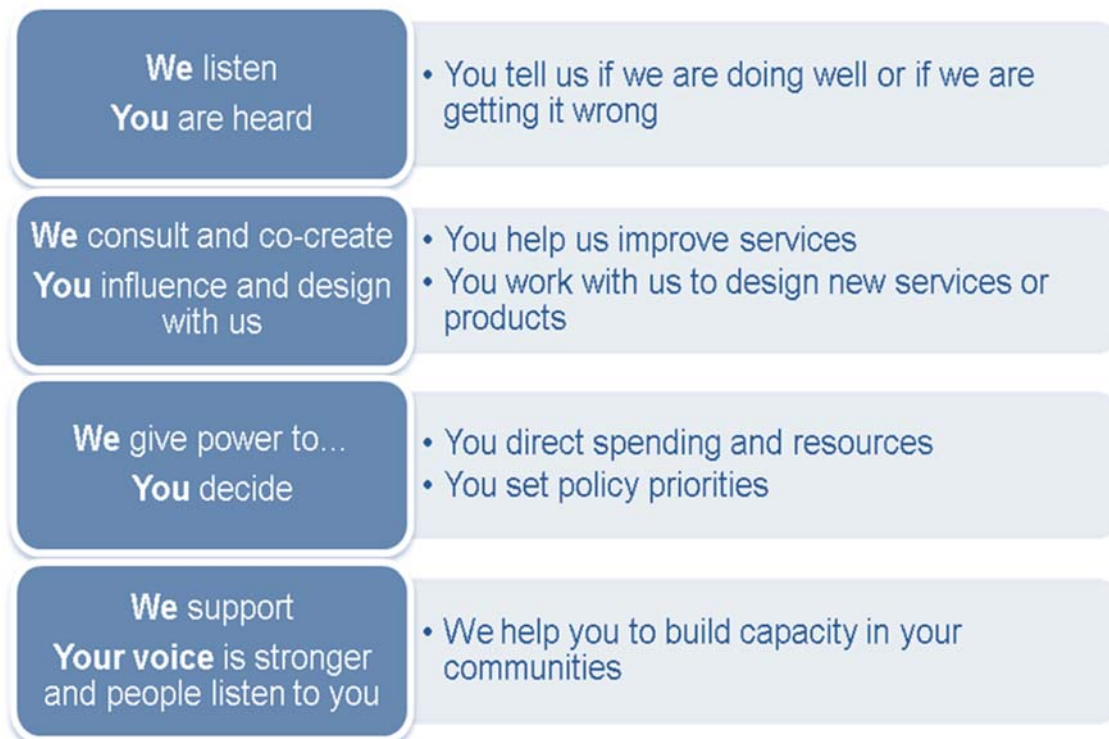 We listen
You are heard
• You tell us if we are doing well or if we are
getting it wrong
We consult and co-create
You influence and design
with us
• You help us improve services
• You work with us to design new services or
products
We give power to...
You decide
• You direct spending and resources
• You set policy priorities
We support
Your voice is stronger
and people listen to you
• We help you to build capacity in your
communities